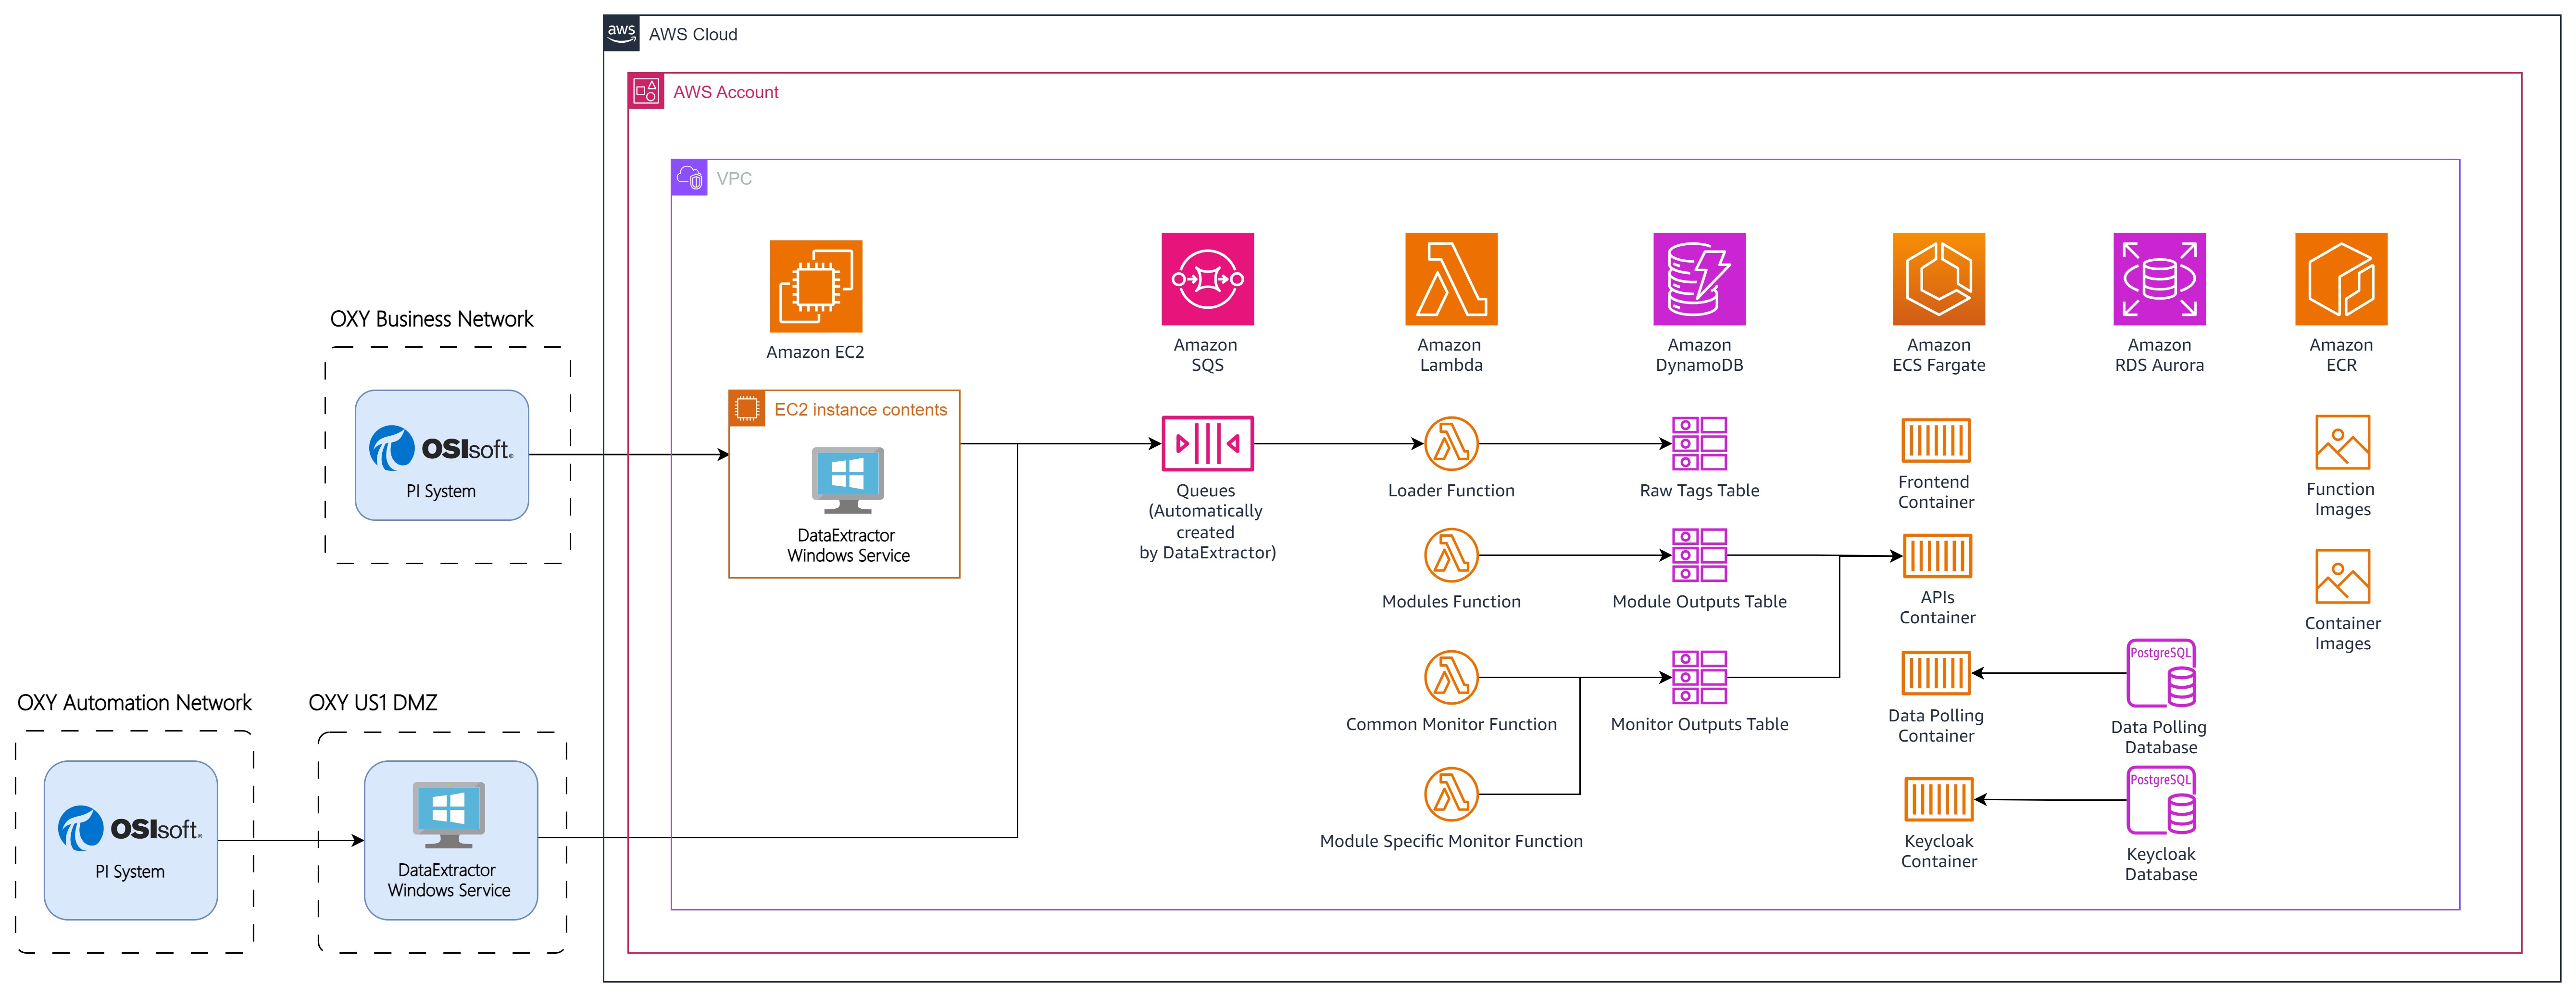 aws
AWS Cloud
AWS Account
VPC
Amazon EC2
Amazon
SQS
Amazon
Lambda
Amazon
DynamoDB
Amazon
ECS Fargate
Amazon
RDS Aurora
Amazon
ECR
OXY Business Network
OSIsoft.
PI System
EC2 instance contents
DataExtractor
Windows Service
Queues
(Automatically
created
by DataExtractor)
Loader Function
Raw Tags Table
Frontend
Container
Function
Images
Modules Function
Module Outputs Table
APIs
Container
Container
Images
Common Monitor Function
Monitor Outputs Table
Data Polling
Container
PostgreSQL
Data Polling
Database
Module Specific Monitor Function
Keycloak
Container
PostgreSQL
Keycloak
Database
OXY Automation Network
OSIsoft.
PI System
OXY US1 DMZ
DataExtractor
Windows Service